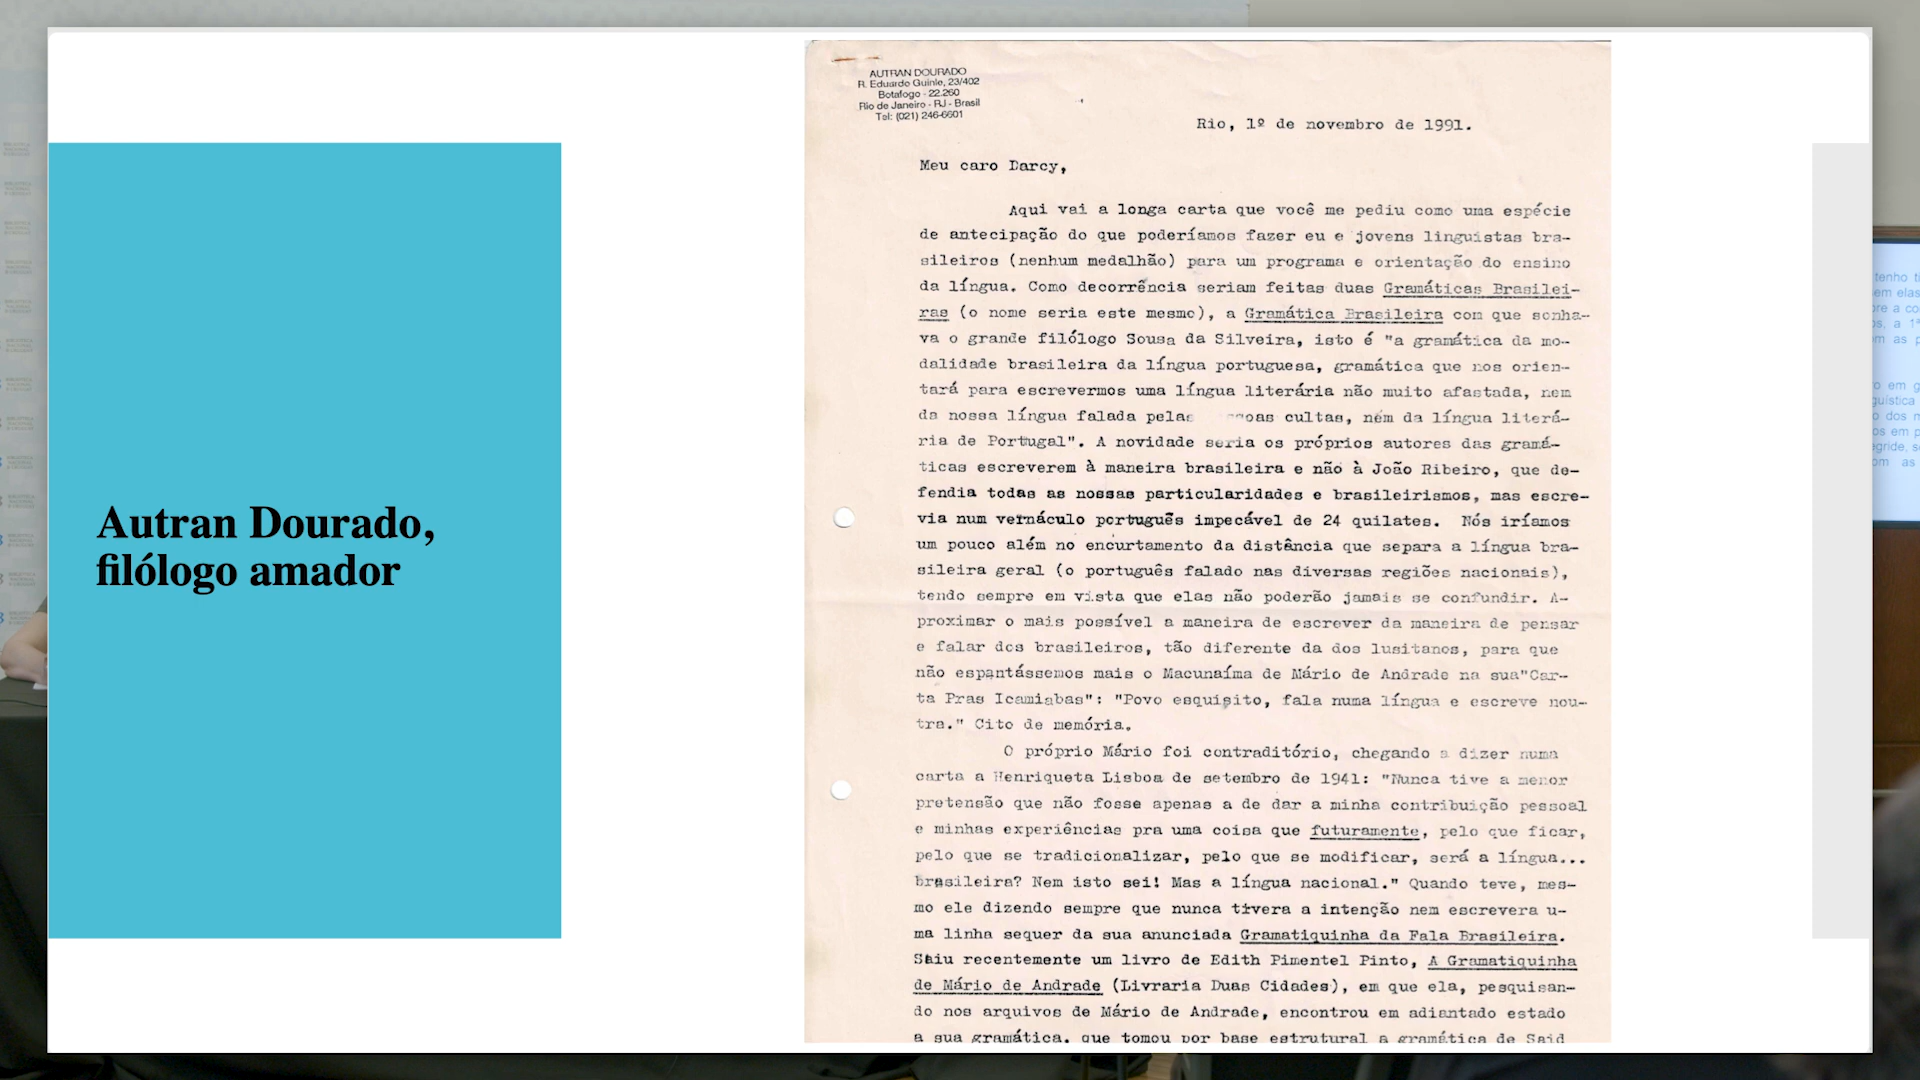 Autran Dourado,
filólogo amador
AUTRAN DOURADO
R. Eduardo Guinle, 23/402
Botafogo - 22.260
Rio de Janeiro - RJ - Brasil
Tel: (021) 246-6601
Rio, 1º de novembro de 1991.
Meu caro Darcy,
Aqui vai a longa carta que você me pediu como uma espécie
de antecipação do que poderíamos fazer eu e jovens linguistas bra-
sileiros (nenhum medalhão) para um programa e orientação do ensino
da língua. Como decorrência seriam feitas duas Gramáticas Brasilei-
ras (o nome seria este mesmo), a Gramática Brasileira com que sonha-
va o grande filólogo Sousa da Silveira, isto é "a gramática da mo-
dalidade brasileira da língua portuguesa, gramática que nos orien-
tará para escrevermos uma língua literária não muito afastada, nem
da nossa língua falada pelas cultas, nem da língua literá-
ria de Portugal". A novidade seria os próprios autores das gramá-
ticas escreverem à maneira brasileira e não à João Ribeiro, que de-
fendia todas as nossas particularidades e brasileirismos, mas escre-
via num vernáculo português impecável de 24 quilates. Nós iríamos
um pouco além no encurtamento da distância que separa a língua bra-
sileira geral (o português falado nas diversas regiões nacionais),
tendo sempre em vista que elas não poderão jamais se confundir. A-
proximar o mais possível a maneira de escrever da maneira de pensar
e falar dos brasileiros, tão diferente da dos lusitanos, para que
não espantássemos mais o Macunaíma de Mário de Andrade na sua"Car-
ta Pras Icamiabas": "Povo esquisito, fala numa língua e escreve nou-
tra." Cito de memória.
O próprio Mário foi contraditório, chegando a dizer numa
carta a Henriqueta Lisboa de setembro de 1941: "Nunca tive a menor
pretensão que não fosse apenas a de dar a minha contribuição pessoal
e minhas experiências pra uma coisa que futuramente, pelo que ficar,
pelo que se tradicionalizar, pelo que se modificar, será a língua...
brasileira? Nem isto sei! Mas a língua nacional." Quando teve, mes-
mo ele dizendo sempre que nunca tivera a intenção nem escrevera u-
ma linha sequer da sua anunciada Gramatiquinha da Fala Brasileira.
Saiu recentemente um livro de Edith Pimentel Pinto, A Gramatiquinha
de Mário de Andrade (Livraria Duas Cidades), em que ela, pesquisan-
do nos arquivos de Mário de Andrade, encontrou em adiantado estado
a sua gramática, que tomou por base estrutural a gramática de Said